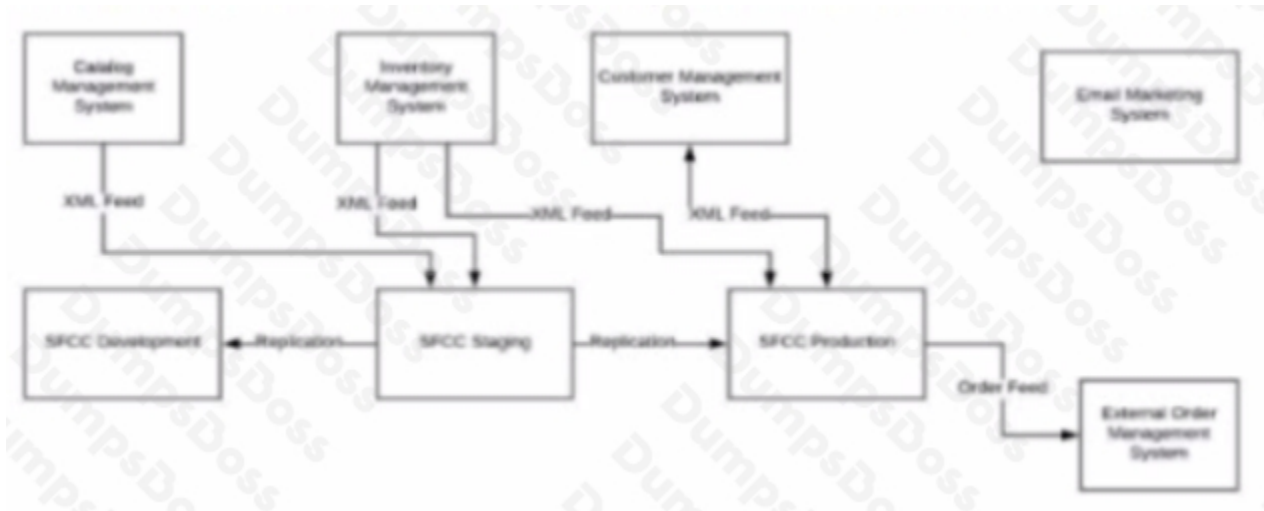 Catalog
Management
System
Inventory
Management
System
Customer Management
System
Email Marketing
System
XML Feed
XML Feed
XML Feed
XML Feed
SFCC Development
Replication
SFCC Staging
Replication
SFCC Production
Order Feed
External Order
Management
System
DumpsDoss